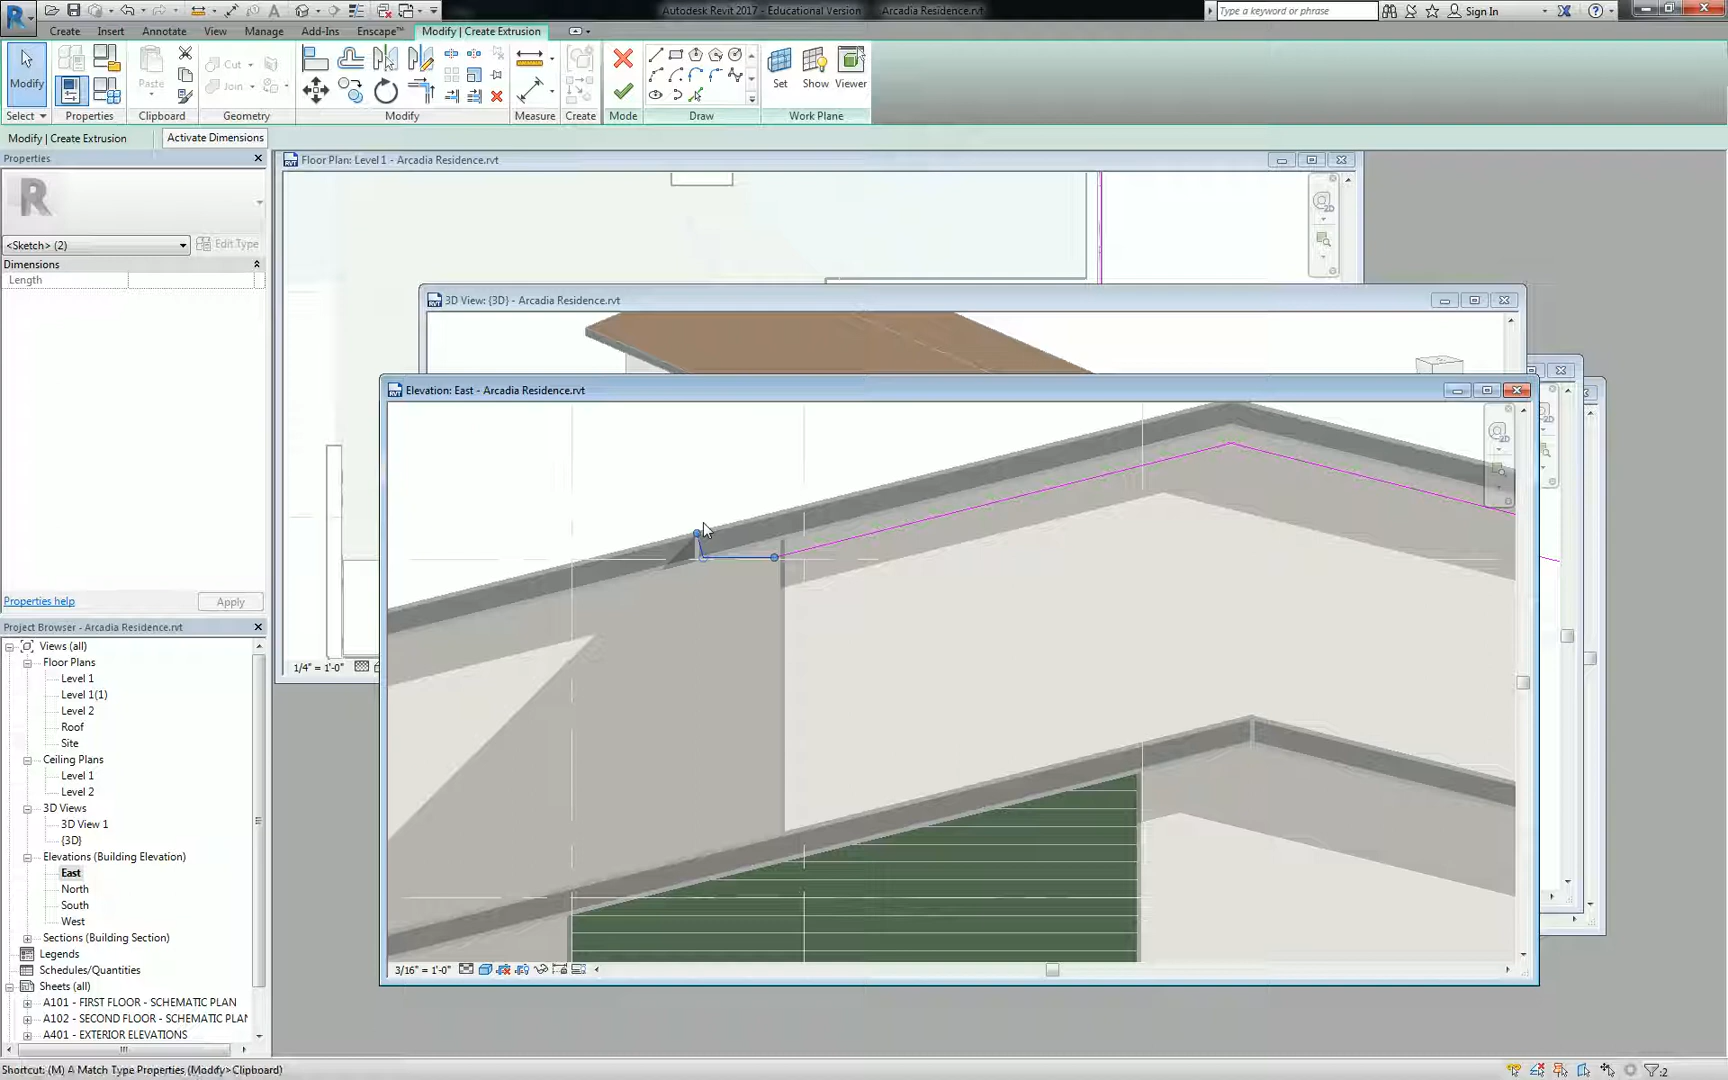 Autodesk Revit 2017 - Educational Version Arcadia Residence.rvt
Type a keyword or phrase
Sign In
Create Insert Annotate View Manage Add-Ins Enscape™ Modify | Create Extrusion
Modify
Paste
Cut
Join
Set Show Viewer
Select Properties Clipboard Geometry Modify Measure Create Mode Draw Work Plane
Modify | Create Extrusion Activate Dimensions
Properties
R
<Sketch> (2)
Edit Type
Dimensions
Length
Properties help
Apply
Project Browser - Arcadia Residence.rvt
Views (all)
Floor Plans
Level 1
Level 1(1)
Level 2
Roof
Site
Ceiling Plans
Level 1
Level 2
3D Views
3D View 1
{3D}
Elevations (Building Elevation)
East
North
South
West
Sections (Building Section)
Legends
Schedules/Quantities
Sheets (all)
A101 - FIRST FLOOR - SCHEMATIC PLAN
A102 - SECOND FLOOR - SCHEMATIC PLAN
A401 - EXTERIOR ELEVATIONS
Floor Plan: Level 1 - Arcadia Residence.rvt
1/4" = 1'-0"
3D View: {3D} - Arcadia Residence.rvt
Elevation: East - Arcadia Residence.rvt
3/16" = 1'-0"
Shortcut: (M) A Match Type Properties (Modify>Clipboard)
:2